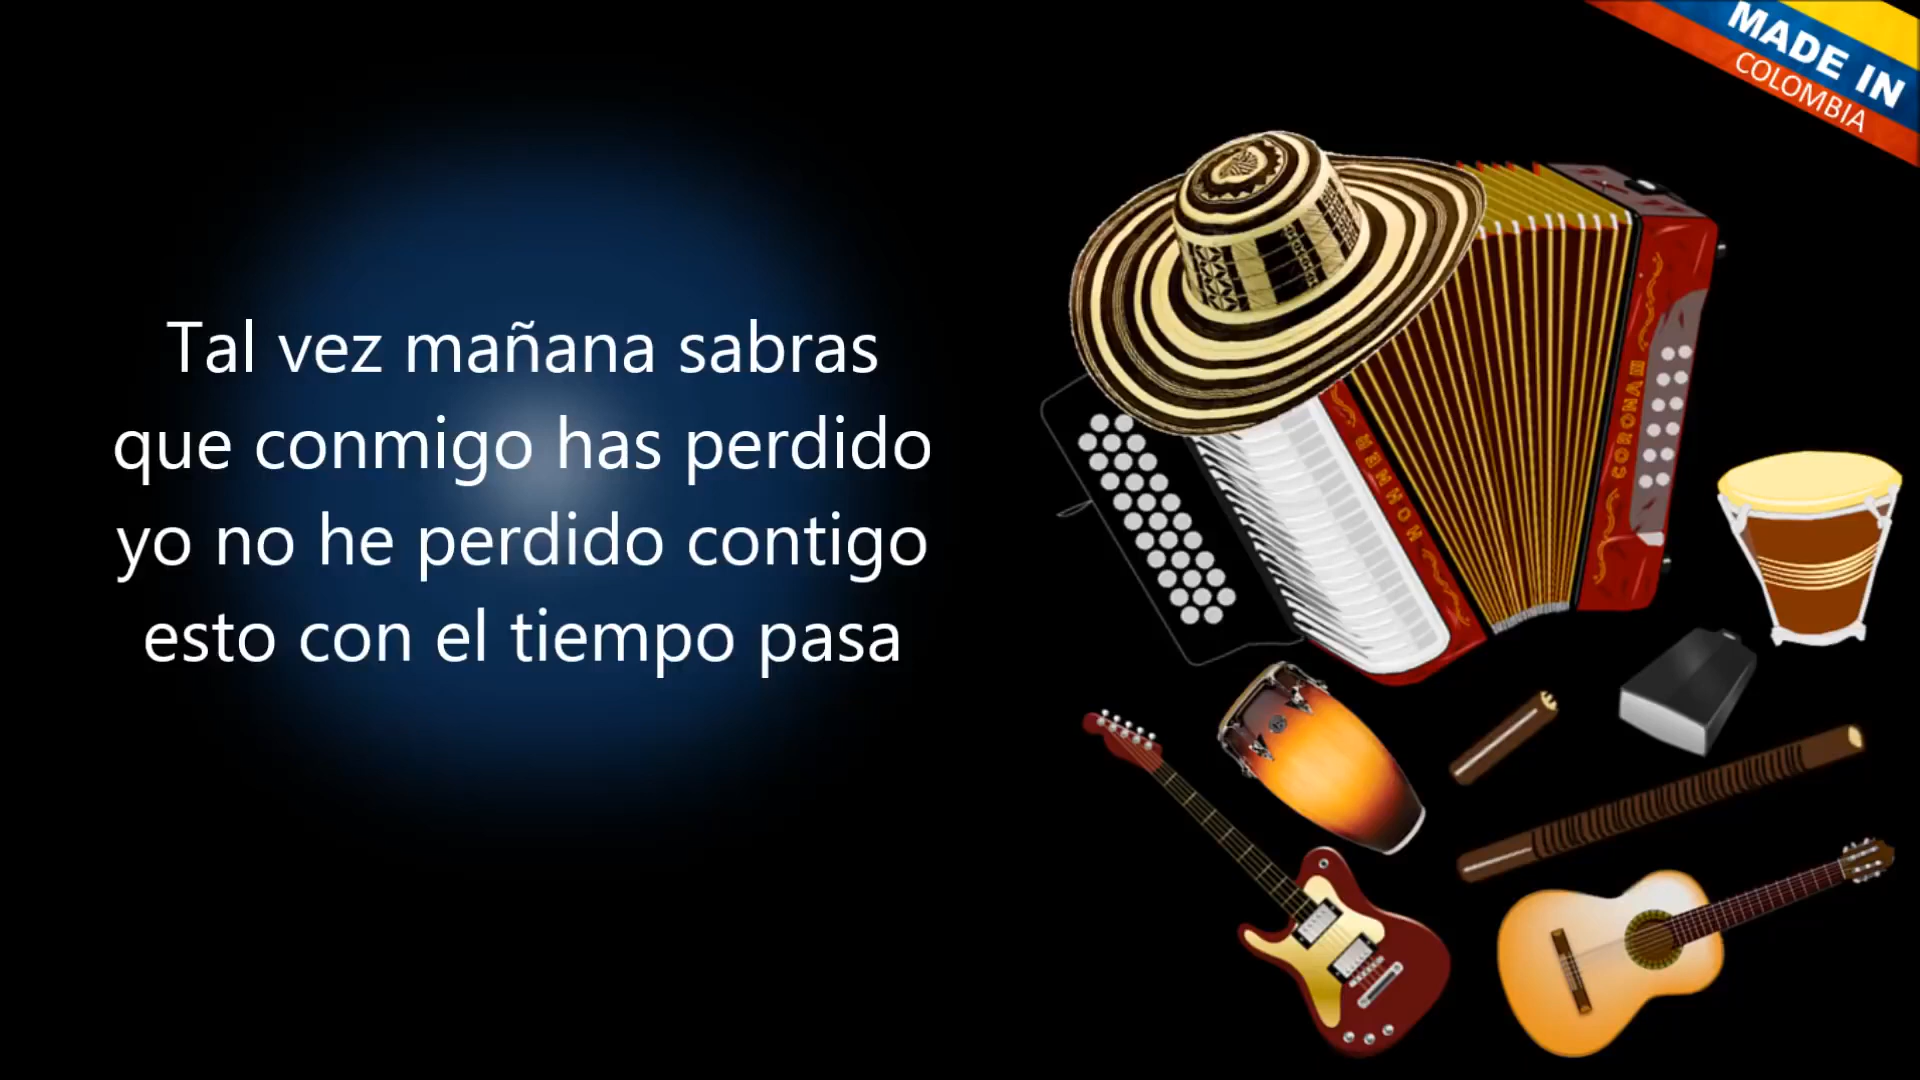 MADE IN
COLOMBIA
Tal vez mañana sabras
que conmigo has perdido
yo no he perdido contigo
esto con el tiempo pasa
HOHNER
CORONA III